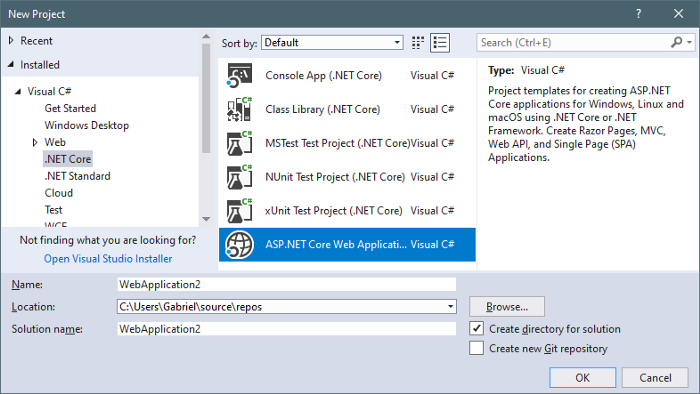 New Project
? ×
Recent
Installed
Visual C#
Get Started
Windows Desktop
Web
.NET Core
.NET Standard
Cloud
Test
WCF
Not finding what you are looking for?
Open Visual Studio Installer
Sort by: Default
Search (Ctrl+E)
Console App (.NET Core) Visual C#
Class Library (.NET Core) Visual C#
MSTest Test Project (.NET Core) Visual C#
NUnit Test Project (.NET Core) Visual C#
xUnit Test Project (.NET Core) Visual C#
ASP.NET Core Web Applicati... Visual C#
Type: Visual C#
Project templates for creating ASP.NET
Core applications for Windows, Linux and
macOS using .NET Core or .NET
Framework. Create Razor Pages, MVC,
Web API, and Single Page (SPA)
Applications.
Name: WebApplication2
Location: C:\Users\Gabriel\source\repos Browse...
Solution name: WebApplication2
Create directory for solution
Create new Git repository
OK Cancel